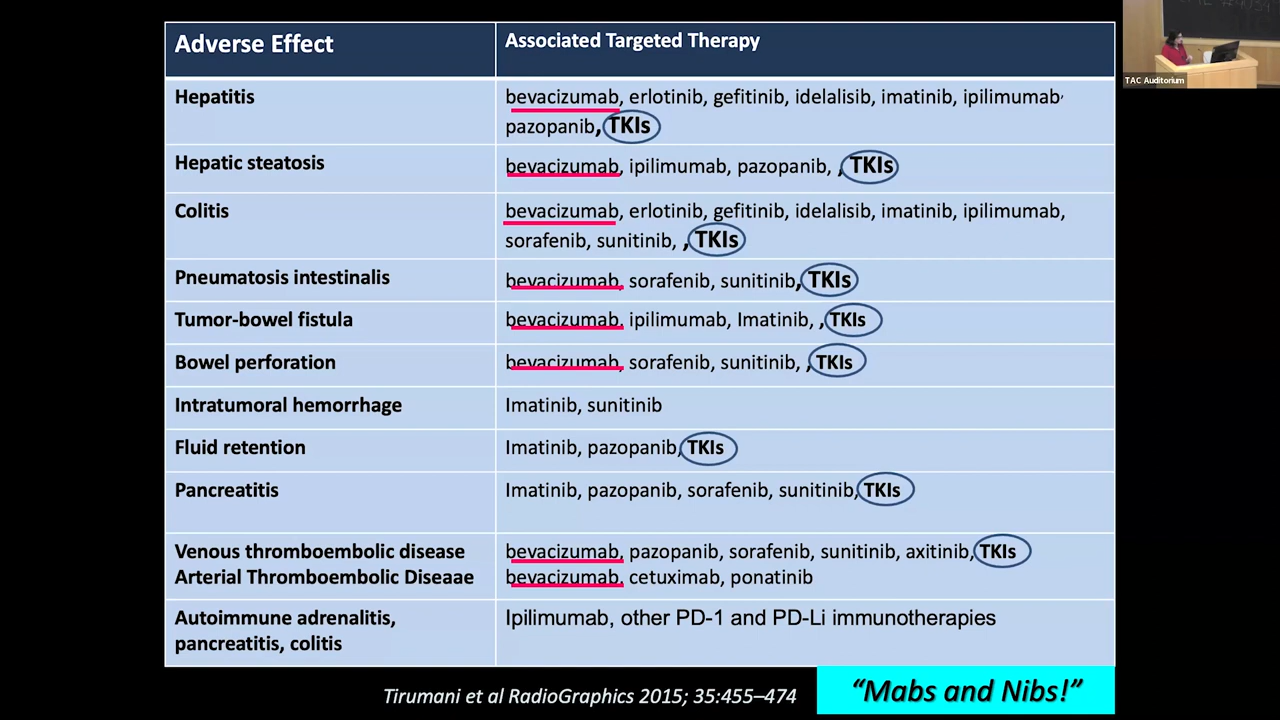 Adverse Effect
Associated Targeted Therapy
Hepatitis
bevacizumab, erlotinib, gefitinib, idelalisib, imatinib, ipilimumab,
pazopanib, TKIs
Hepatic steatosis
bevacizumab, ipilimumab, pazopanib, , TKIs
Colitis
bevacizumab, erlotinib, gefitinib, idelalisib, imatinib, ipilimumab,
sorafenib, sunitinib, , TKIs
Pneumatosis intestinalis
bevacizumab, sorafenib, sunitinib, TKIs
Tumor-bowel fistula
bevacizumab, ipilimumab, Imatinib, , TKIs
Bowel perforation
bevacizumab, sorafenib, sunitinib, , TKIs
Intratumoral hemorrhage
Imatinib, sunitinib
Fluid retention
Imatinib, pazopanib, TKIs
Pancreatitis
Imatinib, pazopanib, sorafenib, sunitinib, TKIs
Venous thromboembolic disease
bevacizumab, pazopanib, sorafenib, sunitinib, axitinib, TKIs
Arterial Thromboembolic Diseaae
bevacizumab, cetuximab, ponatinib
Autoimmune adrenalitis,
pancreatitis, colitis
Ipilimumab, other PD-1 and PD-Li immunotherapies
Tirumani et al RadioGraphics 2015; 35:455–474
“Mabs and Nibs!”
TAC Auditorium